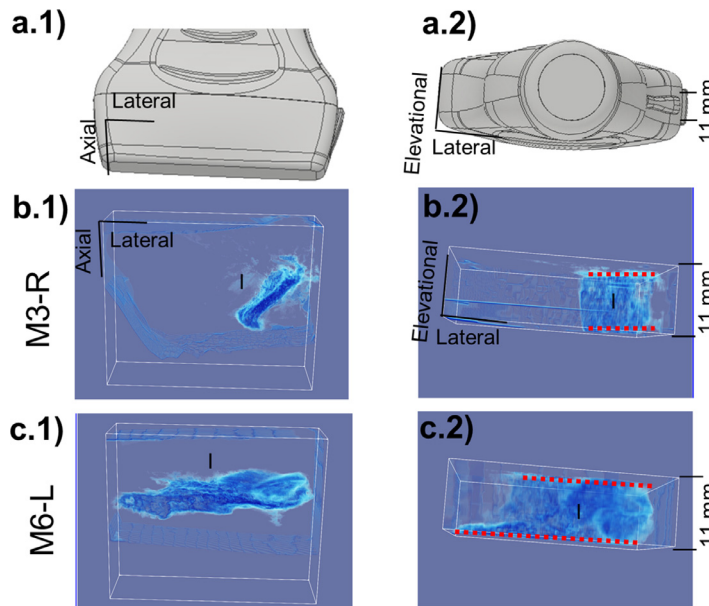 a.1)
a.2)
Lateral
Axial
Elevational
Lateral
11 mm
b.1)
b.2)
M3-R
Axial
Lateral
I
Elevational
Lateral
I
11 mm
c.1)
c.2)
M6-L
I
I
11 mm